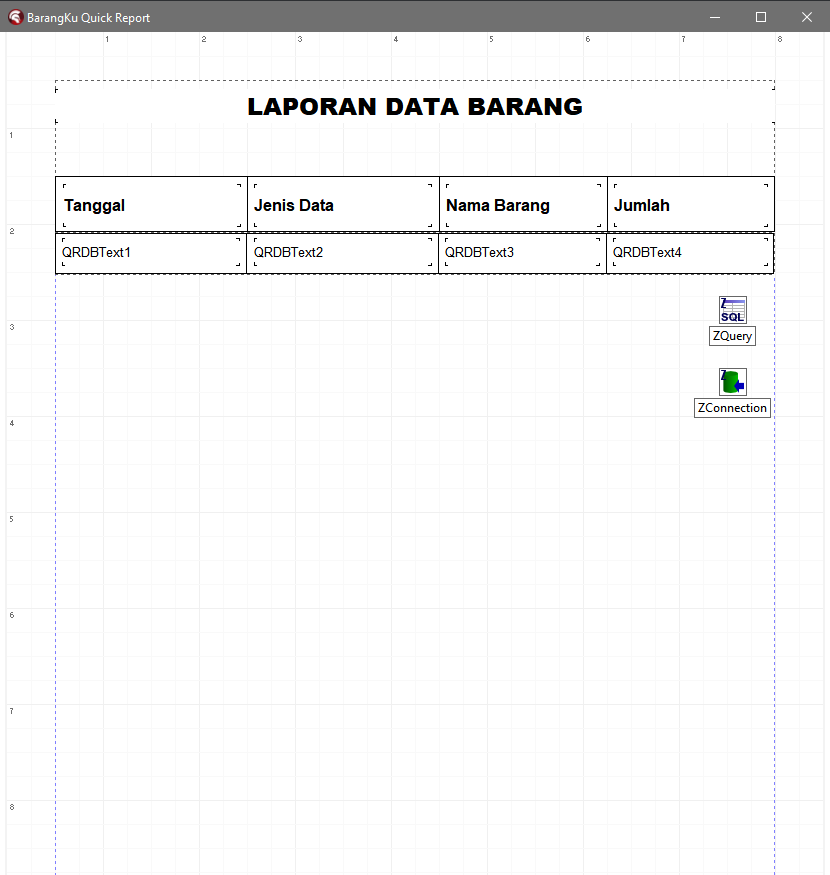 BarangKu Quick Report
1 2 3 4 5 6 7 8
LAPORAN DATA BARANG
1
Tanggal Jenis Data Nama Barang Jumlah
2
QRDBText1 QRDBText2 QRDBText3 QRDBText4
Z SQL
3
ZQuery
Z
ZConnection
4
5
6
7
8